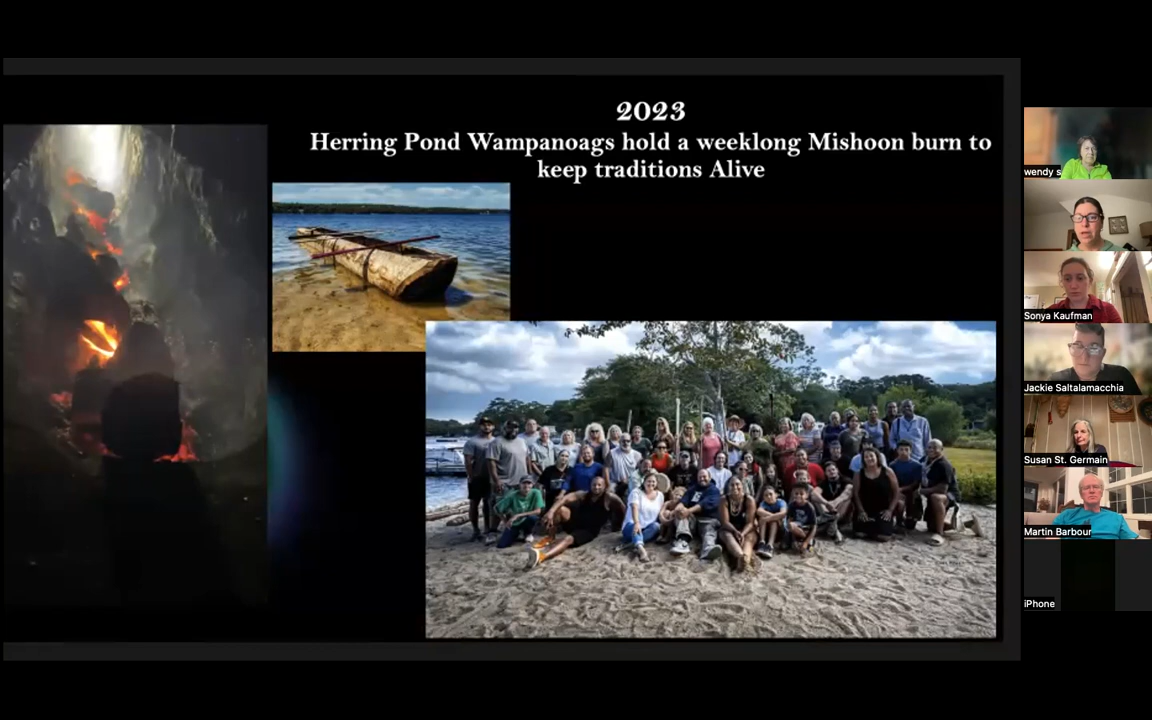 2023
Herring Pond Wampanoags hold a weeklong Mishoon burn to
keep traditions Alive
wendy s
Sonya Kaufman
Jackie Saltalamacchia
Susan St. Germain
Martin Barbour
iPhone